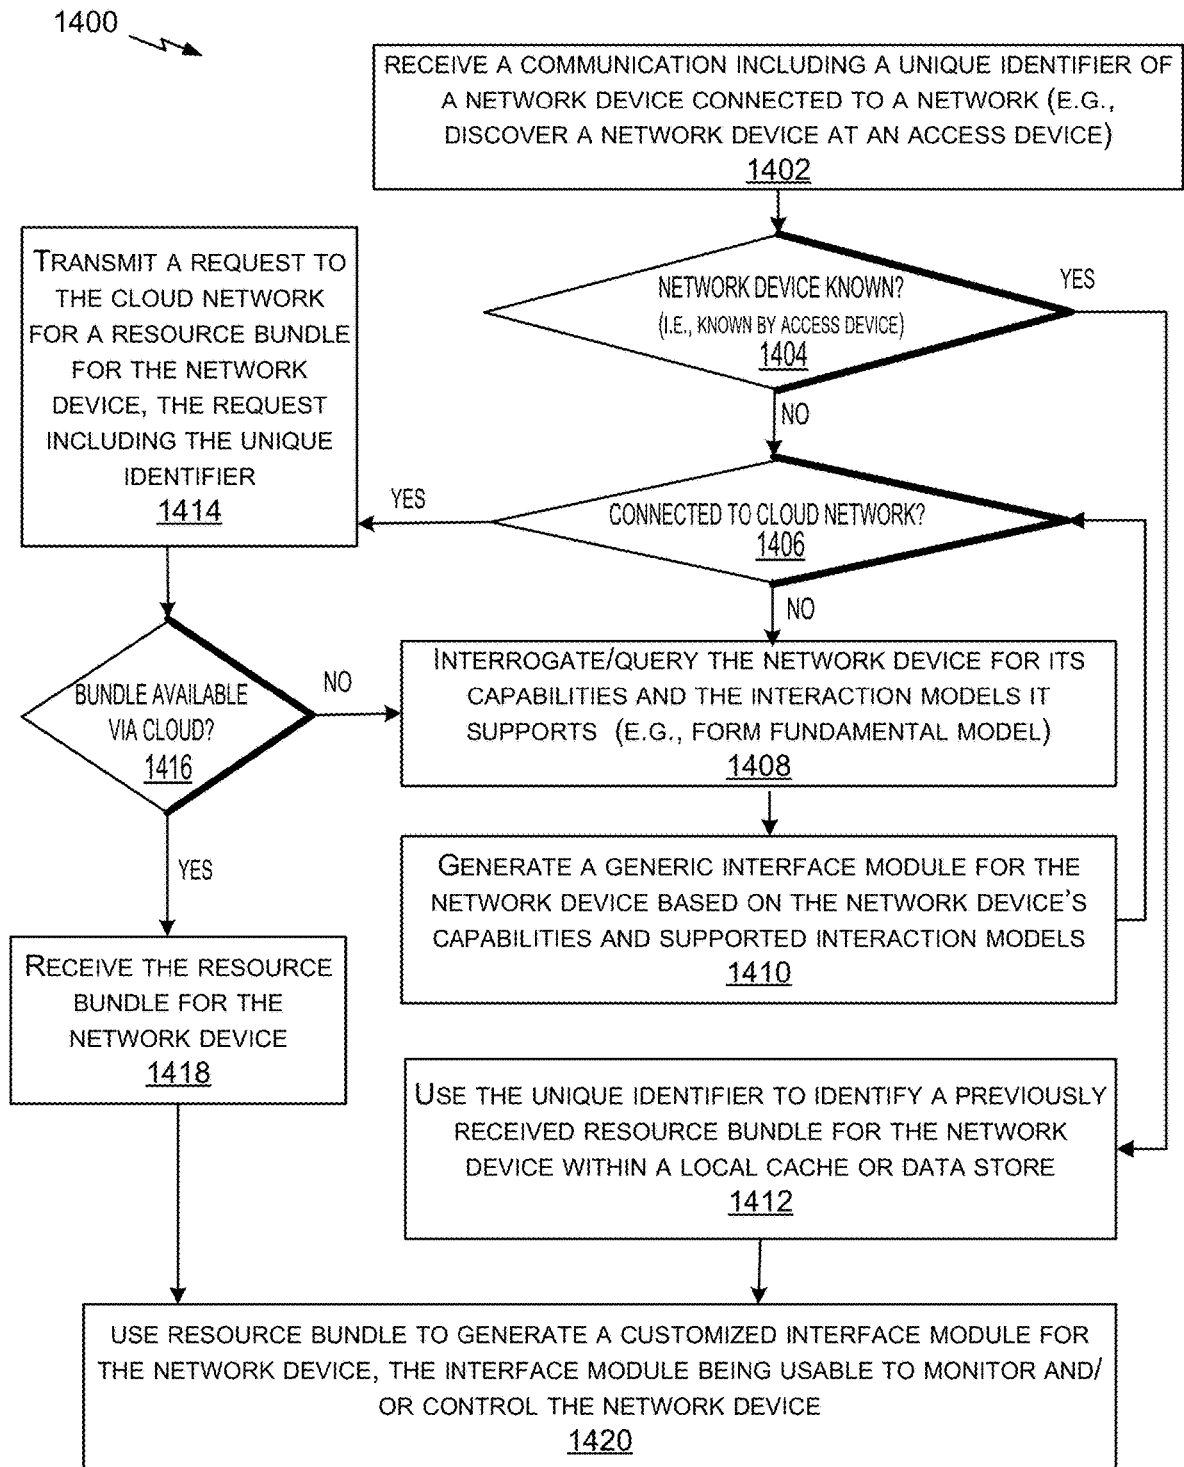 1400
RECEIVE A COMMUNICATION INCLUDING A UNIQUE IDENTIFIER OF
A NETWORK DEVICE CONNECTED TO A NETWORK (E.G.,
DISCOVER A NETWORK DEVICE AT AN ACCESS DEVICE)
1402
NETWORK DEVICE KNOWN?
(I.E., KNOWN BY ACCESS DEVICE)
1404
YES
NO
CONNECTED TO CLOUD NETWORK?
1406
YES
NO
TRANSMIT A REQUEST TO
THE CLOUD NETWORK
FOR A RESOURCE BUNDLE
FOR THE NETWORK
DEVICE, THE REQUEST
INCLUDING THE UNIQUE
IDENTIFIER
1414
BUNDLE AVAILABLE
VIA CLOUD?
1416
NO
YES
INTERROGATE/QUERY THE NETWORK DEVICE FOR ITS
CAPABILITIES AND THE INTERACTION MODELS IT
SUPPORTS (E.G., FORM FUNDAMENTAL MODEL)
1408
GENERATE A GENERIC INTERFACE MODULE FOR THE
NETWORK DEVICE BASED ON THE NETWORK DEVICE'S
CAPABILITIES AND SUPPORTED INTERACTION MODELS
1410
RECEIVE THE RESOURCE
BUNDLE FOR THE
NETWORK DEVICE
1418
USE THE UNIQUE IDENTIFIER TO IDENTIFY A PREVIOUSLY
RECEIVED RESOURCE BUNDLE FOR THE NETWORK
DEVICE WITHIN A LOCAL CACHE OR DATA STORE
1412
USE RESOURCE BUNDLE TO GENERATE A CUSTOMIZED INTERFACE MODULE FOR
THE NETWORK DEVICE, THE INTERFACE MODULE BEING USABLE TO MONITOR AND/
OR CONTROL THE NETWORK DEVICE
1420